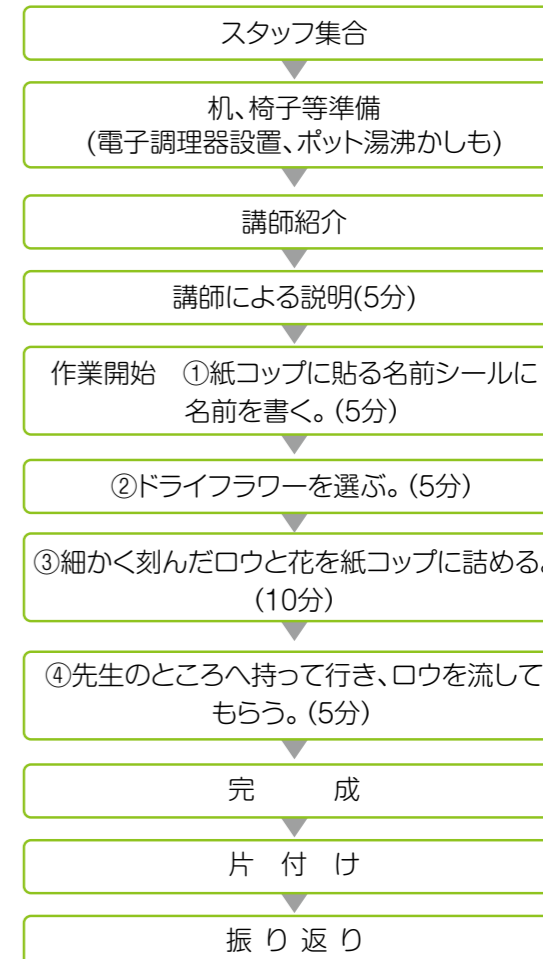 スタッフ集合
机、椅子等準備
(電子調理器設置、ポット湯沸かしも)
講師紹介
講師による説明(5分)
作業開始　①紙コップに貼る名前シールに
名前を書く。(5分)
②ドライフラワーを選ぶ。(5分)
③細かく刻んだロウと花を紙コップに詰める。
(10分)
④先生のところへ持って行き、ロウを流して
もらう。(5分)
完　　　成
片　付　け
振 り 返 り